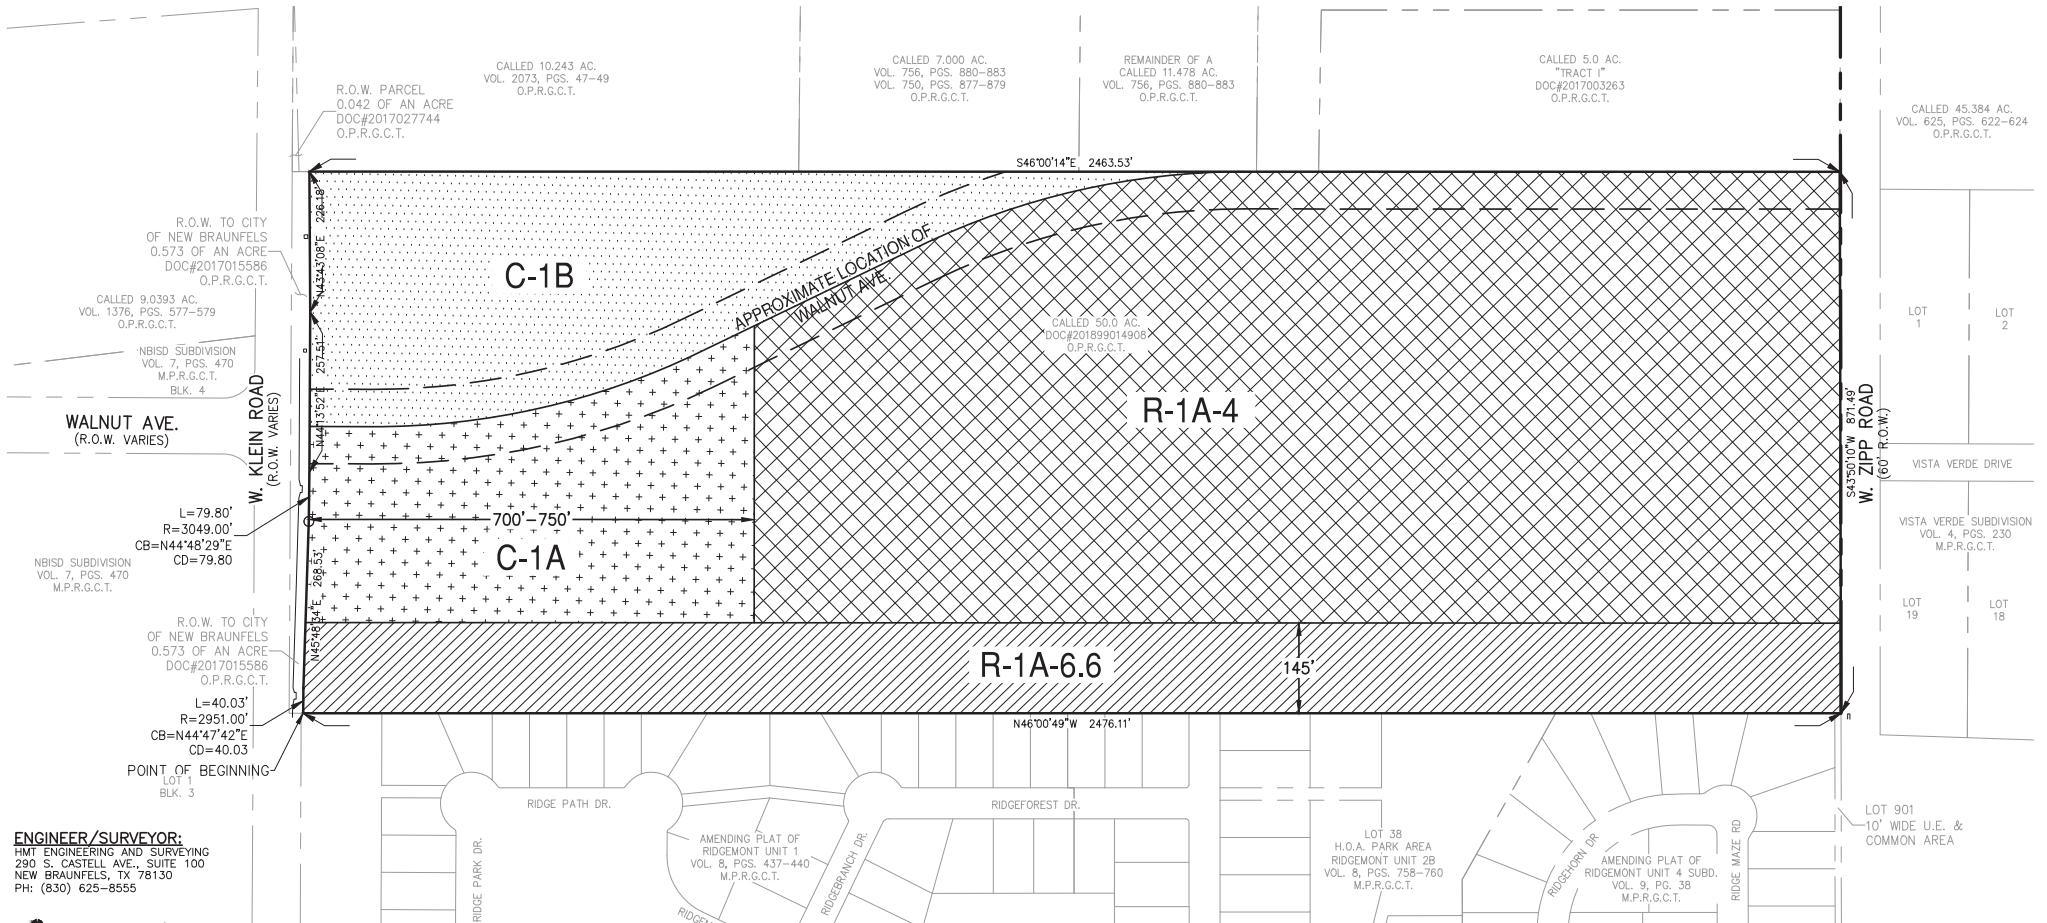 CALLED 10.243 AC.
VOL. 2073, PGS. 47-49
O.P.R.G.C.T.
CALLED 7.000 AC.
VOL. 756, PGS. 880-883
VOL. 750, PGS. 877-879
O.P.R.G.C.T.
REMAINDER OF A
CALLED 11.478 AC.
VOL. 756, PGS. 880-883
O.P.R.G.C.T.
CALLED 5.0 AC.
"TRACT I"
DOC#2017003263
O.P.R.G.C.T.
CALLED 45.384 AC.
VOL. 625, PGS. 622-624
O.P.R.G.C.T.
R.O.W. PARCEL
0.042 OF AN ACRE
DOC#2017027744
O.P.R.G.C.T.
S46°00'14"E 2463.53'
R.O.W. TO CITY
OF NEW BRAUNFELS
0.573 OF AN ACRE
DOC#2017015586
O.P.R.G.C.T.
CALLED 9.0393 AC.
VOL. 1376, PGS. 577-579
O.P.R.G.C.T.
NBISD SUBDIVISION
VOL. 7, PGS. 470
M.P.R.G.C.T.
BLK. 4
WALNUT AVE.
(R.O.W. VARIES)
W. KLEIN ROAD
(R.O.W. VARIES)
N43°43'08"E 226.18'
N44°13'52"E 257.51'
N45°48'34"E 268.53'
C-1B
APPROXIMATE LOCATION OF
WALNUT AVE.
CALLED 50.0 AC.
DOC#201899014908
O.P.R.G.C.T.
R-1A-4
700'-750'
C-1A
R-1A-6.6
145'
S43°50'10"W 871.49'
W. ZIPP ROAD
(60' R.O.W.)
LOT
1
LOT
2
VISTA VERDE DRIVE
VISTA VERDE SUBDIVISION
VOL. 4, PGS. 230
M.P.R.G.C.T.
LOT
19
LOT
18
L=79.80'
R=3049.00'
CB=N44°48'29"E
CD=79.80
NBISD SUBDIVISION
VOL. 7, PGS. 470
M.P.R.G.C.T.
R.O.W. TO CITY
OF NEW BRAUNFELS
0.573 OF AN ACRE
DOC#2017015586
O.P.R.G.C.T.
L=40.03'
R=2951.00'
CB=N44°47'42"E
CD=40.03
POINT OF BEGINNING
LOT 1
BLK. 3
N46°00'49"W 2476.11'
RIDGE PATH DR.
RIDGEFOREST DR.
RIDGE PARK DR.
AMENDING PLAT OF
RIDGEMONT UNIT 1
VOL. 8, PGS. 437-440
M.P.R.G.C.T.
RIDGEBRANCH DR.
LOT 38
H.O.A. PARK AREA
RIDGEMONT UNIT 2B
VOL. 8, PGS. 758-760
M.P.R.G.C.T.
RIDGEHORN DR
AMENDING PLAT OF
RIDGEMONT UNIT 4 SUBD.
VOL. 9, PG. 38
M.P.R.G.C.T.
RIDGE MAZE RD
LOT 901
10' WIDE U.E. &
COMMON AREA
ENGINEER/SURVEYOR:
HMT ENGINEERING AND SURVEYING
290 S. CASTELL AVE., SUITE 100
NEW BRAUNFELS, TX 78130
PH: (830) 625-8555